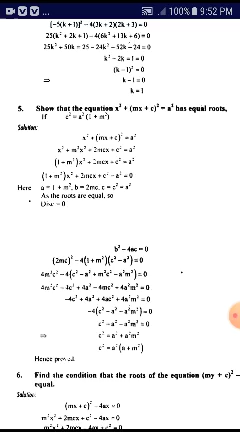 100% 9:52 PM
(-5(k+1))² - 4(3k + 2)(2k + 3) = 0
25(k² + 2k + 1) - 4(6k² + 13k + 6) = 0
25k² + 50k + 25 - 24k² - 52k - 24 = 0
k² - 2k + 1 = 0
(k - 1)² = 0
k - 1 = 0
k = 1
5. Show that the equation x² + (mx + c)² = a² has equal roots,
If c² = a² (1 + m²)
Solution:
x² + (mx + c)² = a²
x² + m²x² + 2mcx + c² = a²
(1 + m²)x² + 2mcx + c² = a²
(1 + m²)x² + 2mcx + c² - a² = 0
Here a = 1 + m², b = 2mc, c = c² - a²
As the roots are equal, so
Disc = 0
b² - 4ac = 0
(2mc)² - 4(1 + m²)(c² - a²) = 0
4m²c² - 4(c² - a² + m²c² - a²m²) = 0
4m²c² - 4c² + 4a² - 4mc² + 4a²m² = 0
-4c² + 4a² + 4ac² + 4a²m² = 0
-4(c² - a² - a²m²) = 0
c² - a² - a²m² = 0
⇒ c² = a² + a²m²
c² = a² (a + m²)
Hence proved.
6. Find the condition that the roots of the equation (my + c)² -
equal.
Solution:
(mx + c)² - 4ax = 0
m²x² + 2mcx + c² - 4ax = 0